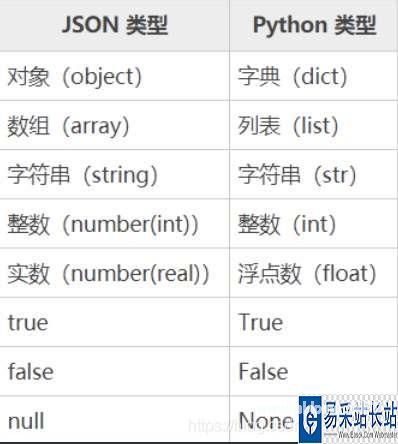 JSON 类型 Python 类型
对象（object） 字典（dict）
数组（array） 列表（list）
字符串（string） 字符串（str）
整数（number(int)） 整数（int）
实数（number(real)） 浮点数（float）
true True
false False
null None
易采站长站